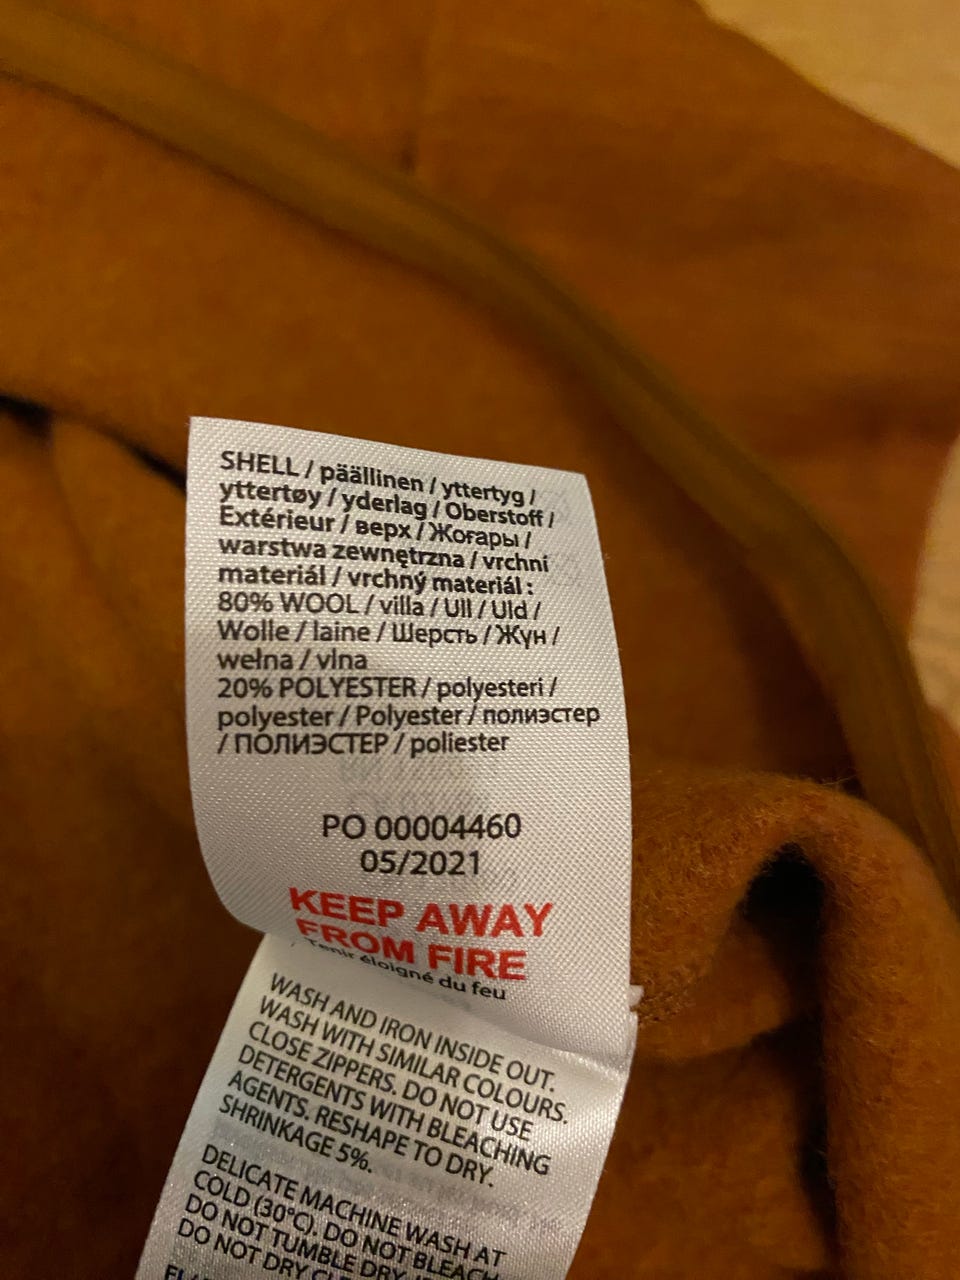 SHELL / päällinen / yttertyg /
yttertøy / yderlag / Oberstoff /
Extérieur / верх / Жоғары /
warstwa zewnętrzna / vrchní
materiál / vrchný materiál :
80% WOOL / villa / Ull / Uld /
Wolle / laine / Шерсть / Жүн /
wełna / vlna
20% POLYESTER / polyesteri /
polyester / Polyester / полиэстер
/ ПОЛИЭСТЕР / poliester
PO 00004460
05/2021
KEEP AWAY
FROM FIRE
Tenir éloigné du feu
WASH AND IRON INSIDE OUT.
WASH WITH SIMILAR COLOURS.
CLOSE ZIPPERS. DO NOT USE
DETERGENTS WITH BLEACHING
AGENTS. RESHAPE TO DRY.
SHRINKAGE 5%.
DELICATE MACHINE WASH AT
COLD (30°C). DO NOT BLEACH.
DO NOT TUMBLE DRY.
DO NOT DRY